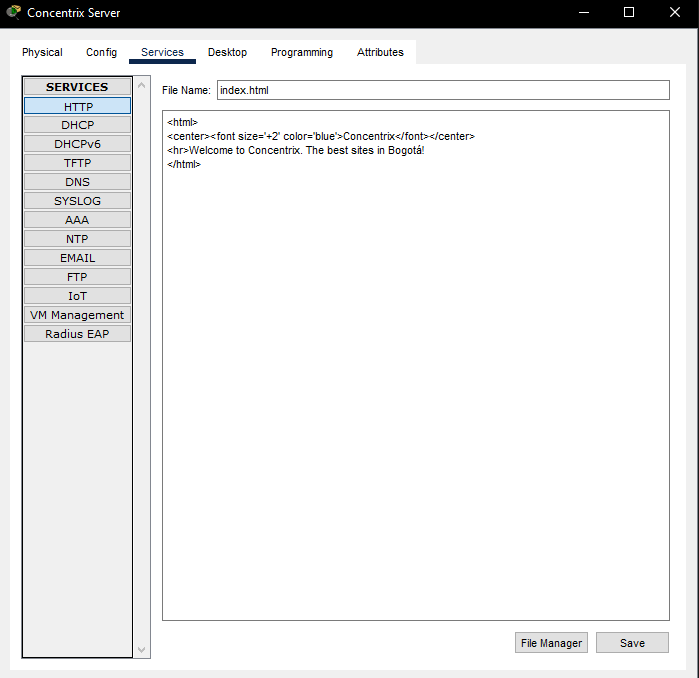 Concentrix Server
Physical Config Services Desktop Programming Attributes
SERVICES
HTTP
DHCP
DHCPv6
TFTP
DNS
SYSLOG
AAA
NTP
EMAIL
FTP
IoT
VM Management
Radius EAP
File Name: index.html
<html>
<center><font size='+2' color='blue'>Concentrix</font></center>
<hr>Welcome to Concentrix. The best sites in Bogotá!
</html>
File Manager Save